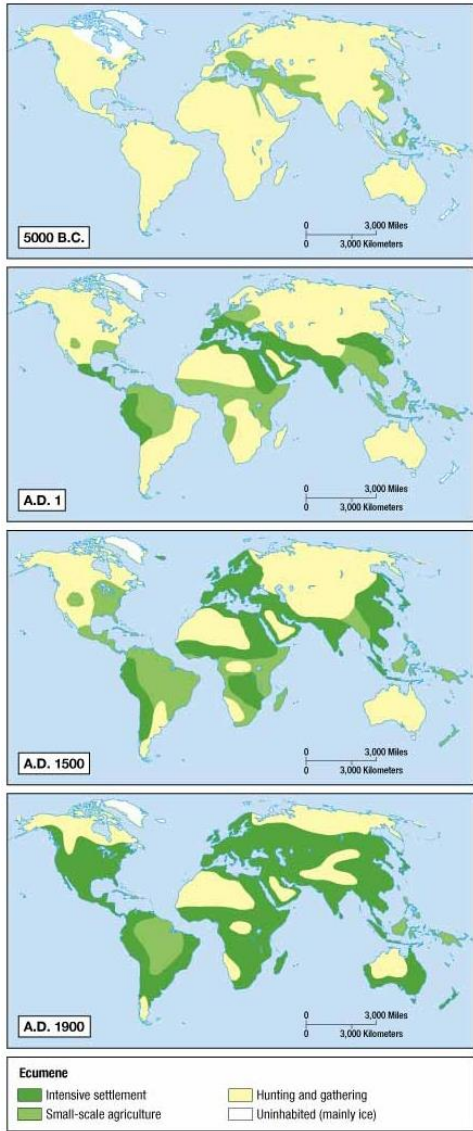 0 3,000 Miles
0 3,000 Kilometers
5000 B.C.
0 3,000 Miles
0 3,000 Kilometers
A.D. 1
0 3,000 Miles
0 3,000 Kilometers
A.D. 1500
0 3,000 Miles
0 3,000 Kilometers
A.D. 1900
Ecumene
Intensive settlement Hunting and gathering
Small-scale agriculture Uninhabited (mainly ice)